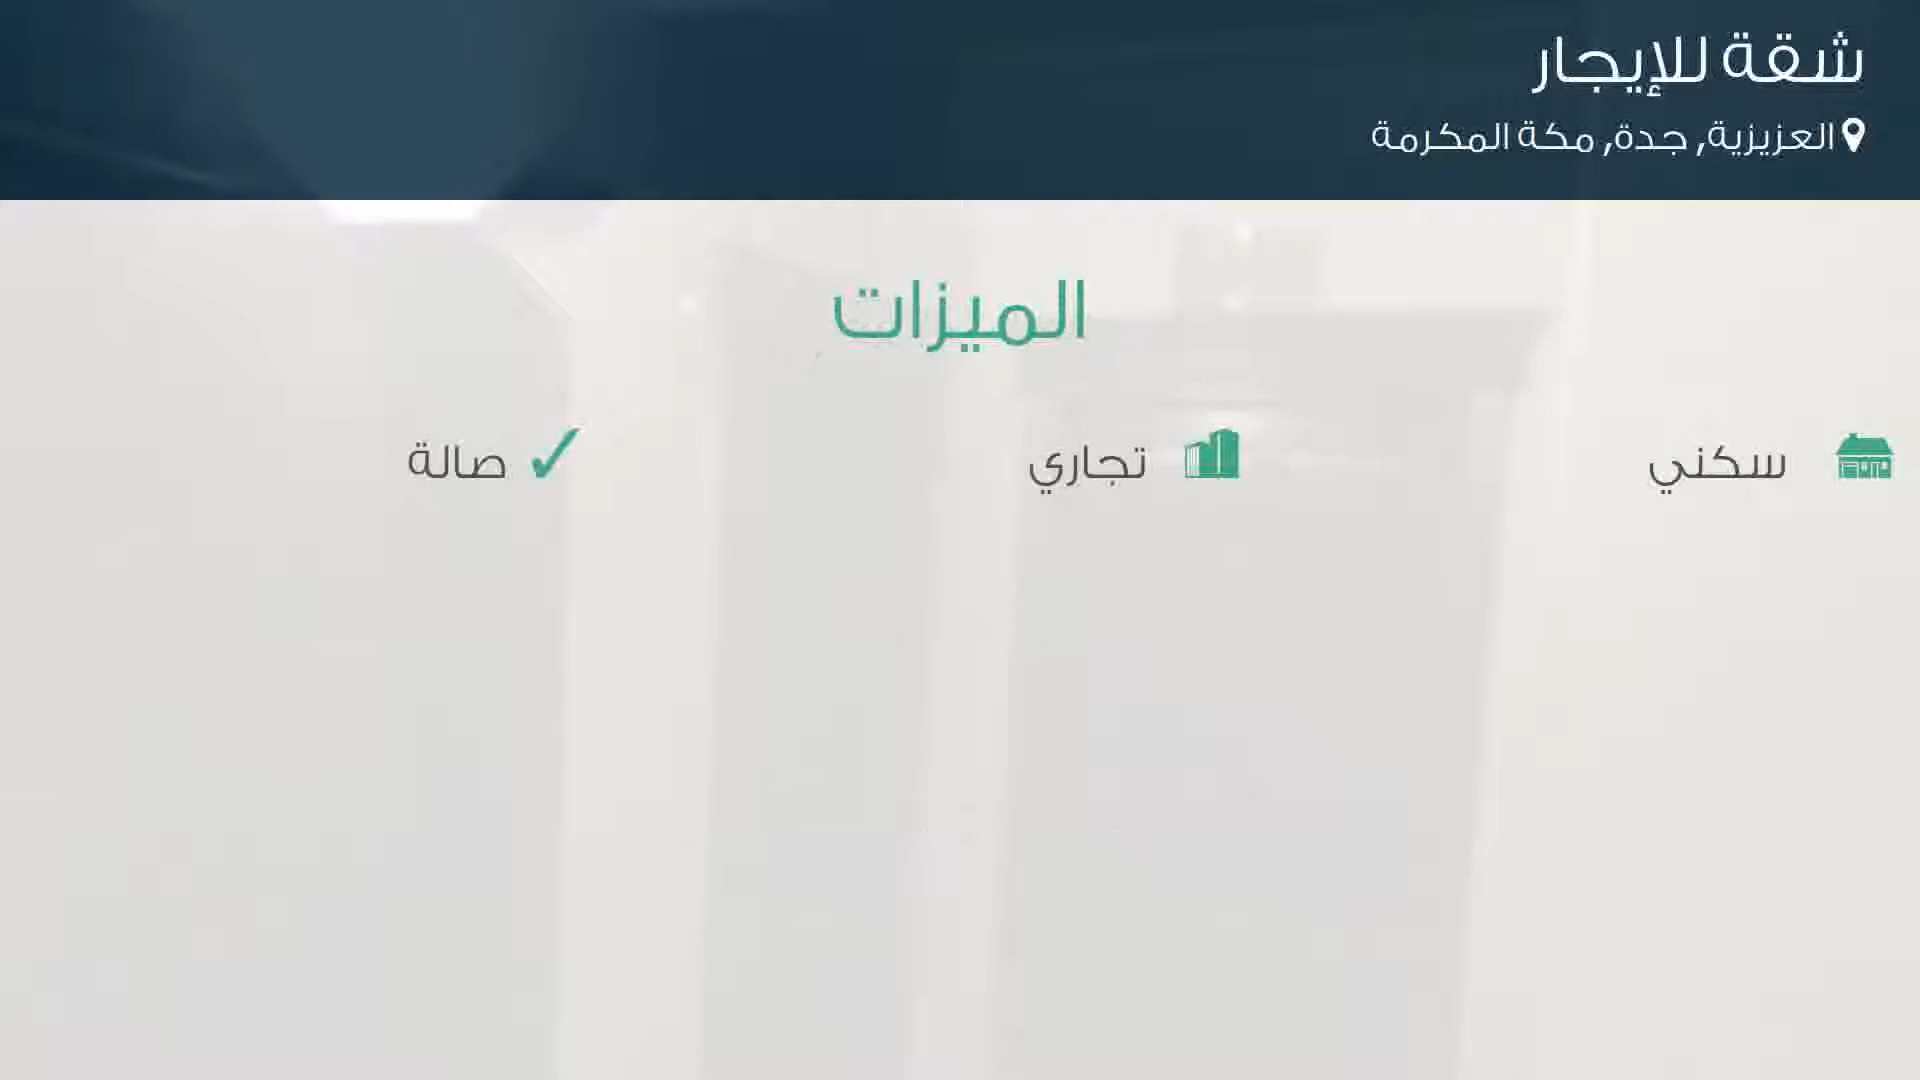 شقة للإيجار
العزيزية, جدة, مكة المكرمة
الميزات
سكني
تجاري
صالة